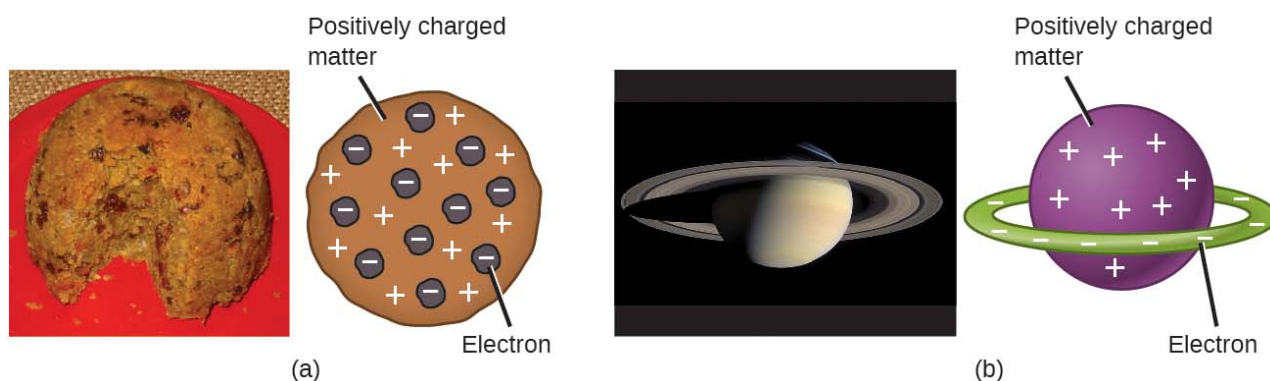 Positively charged
matter
+ − + + − − + + + − + − − − + + − + − + − + − + −
Electron
(a)
Positively charged
matter
+ + + + + + + − − − − − − − − +
Electron
(b)